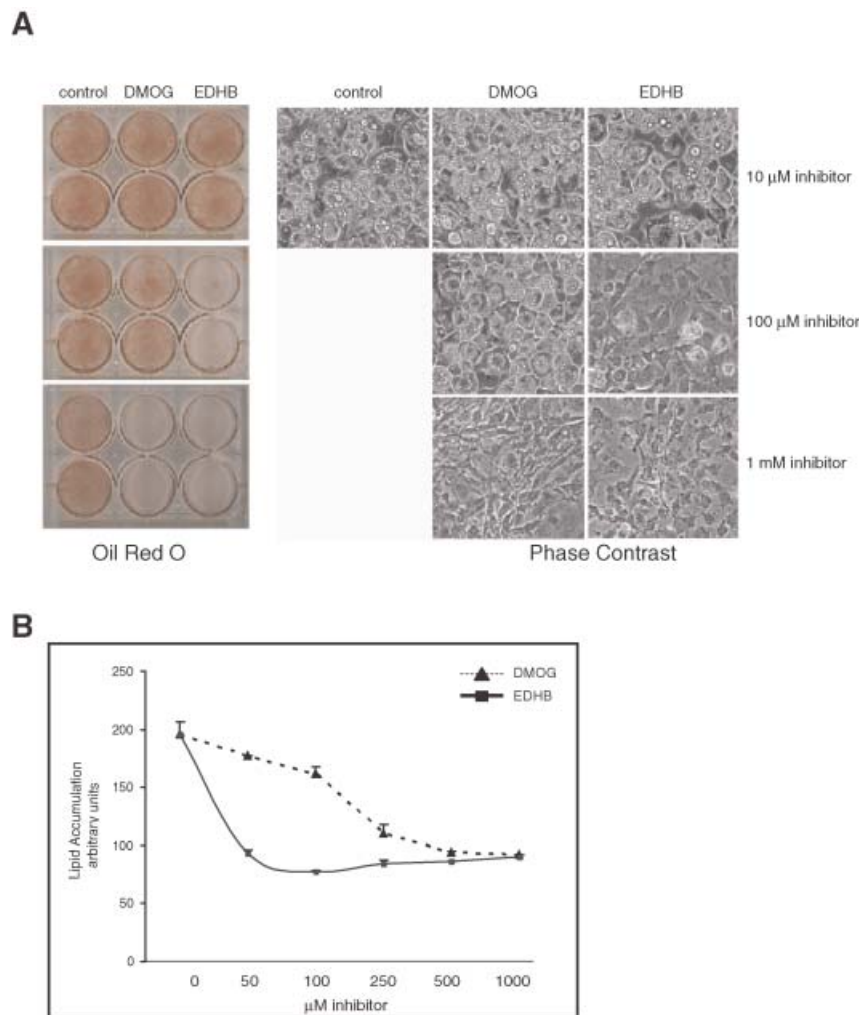 A
control DMOG EDHB
control DMOG EDHB
10 µM inhibitor
100 µM inhibitor
1 mM inhibitor
Oil Red O
Phase Contrast
B
250
200
150
100
50
0
Lipid Accumulation
arbitrary units
DMOG
EDHB
0 50 100 250 500 1000
µM inhibitor